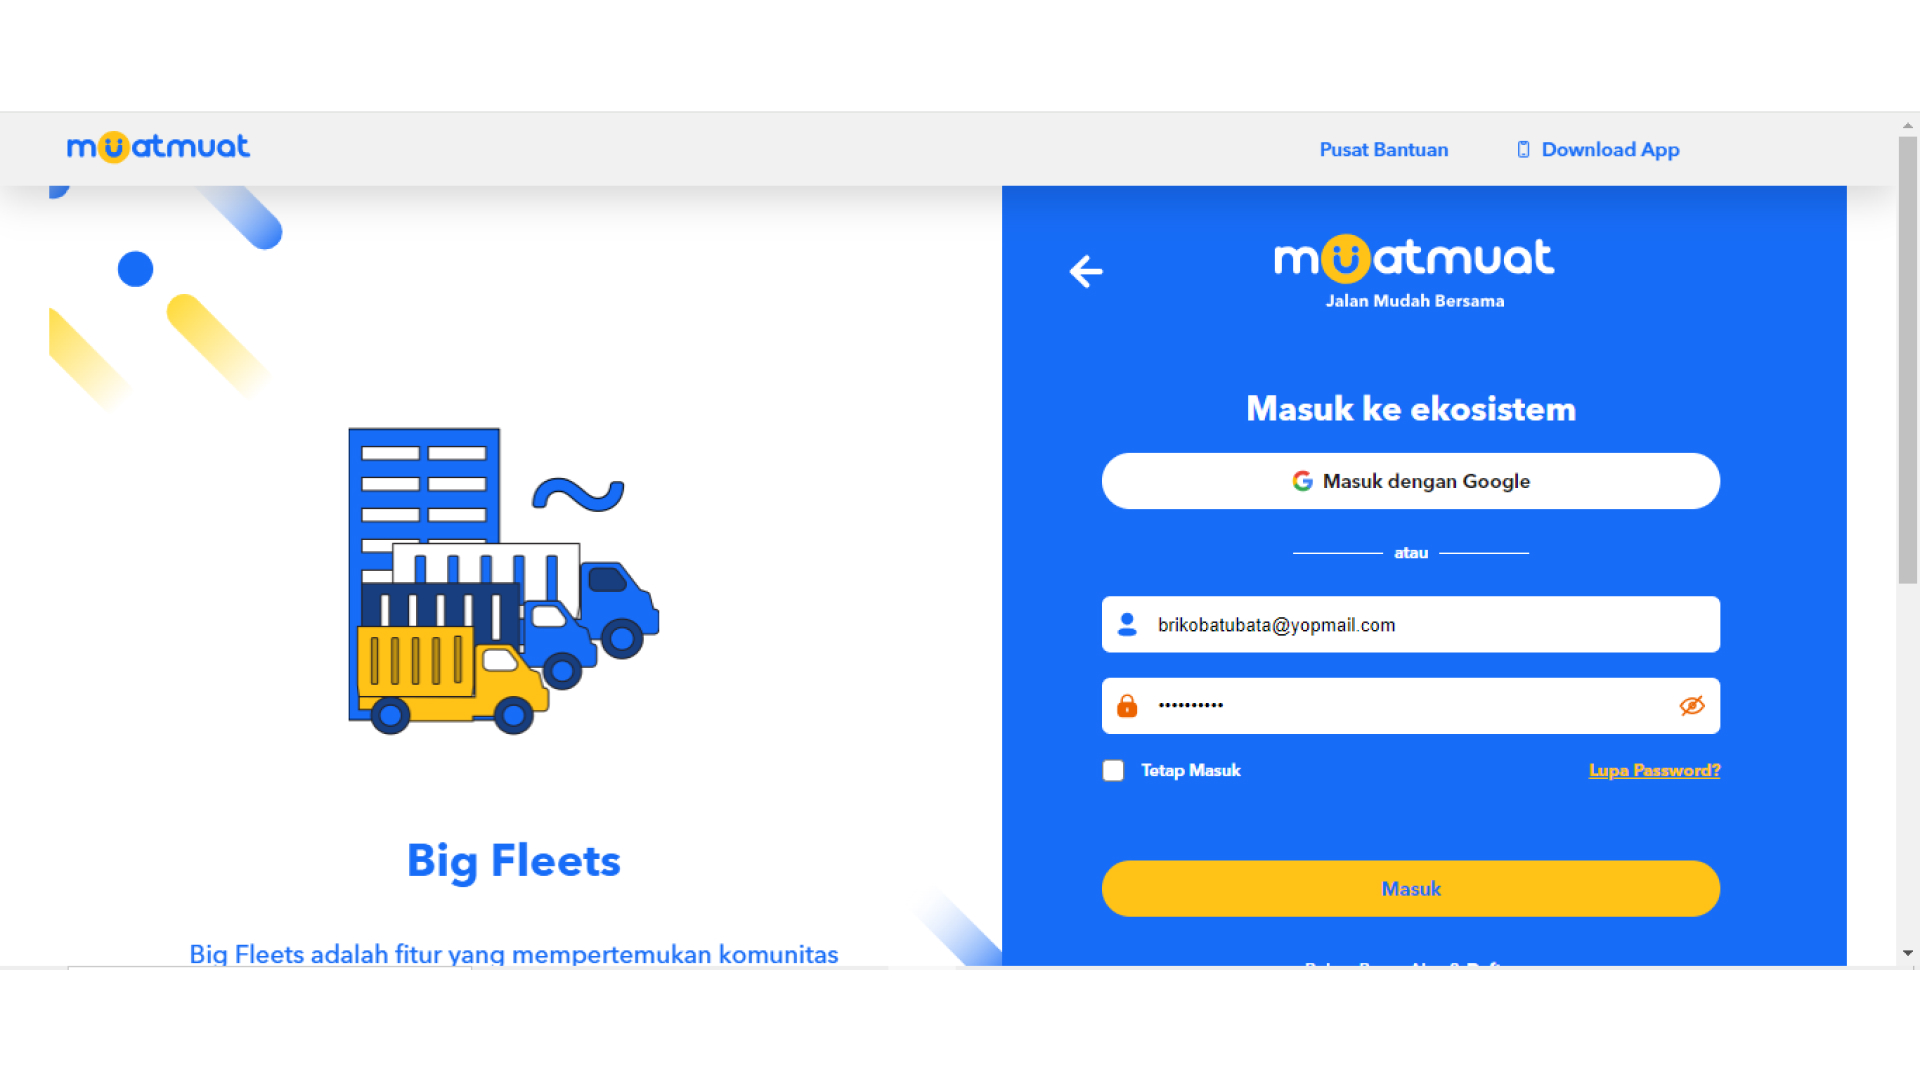 muatmuat
Pusat Bantuan
Download App
muatmuat
Jalan Mudah Bersama
Masuk ke ekosistem
Masuk dengan Google
atau
brikobatubata@yopmail.com
••••••••••
Tetap Masuk
Lupa Password?
Masuk
Big Fleets
Big Fleets adalah fitur yang mempertemukan komunitas